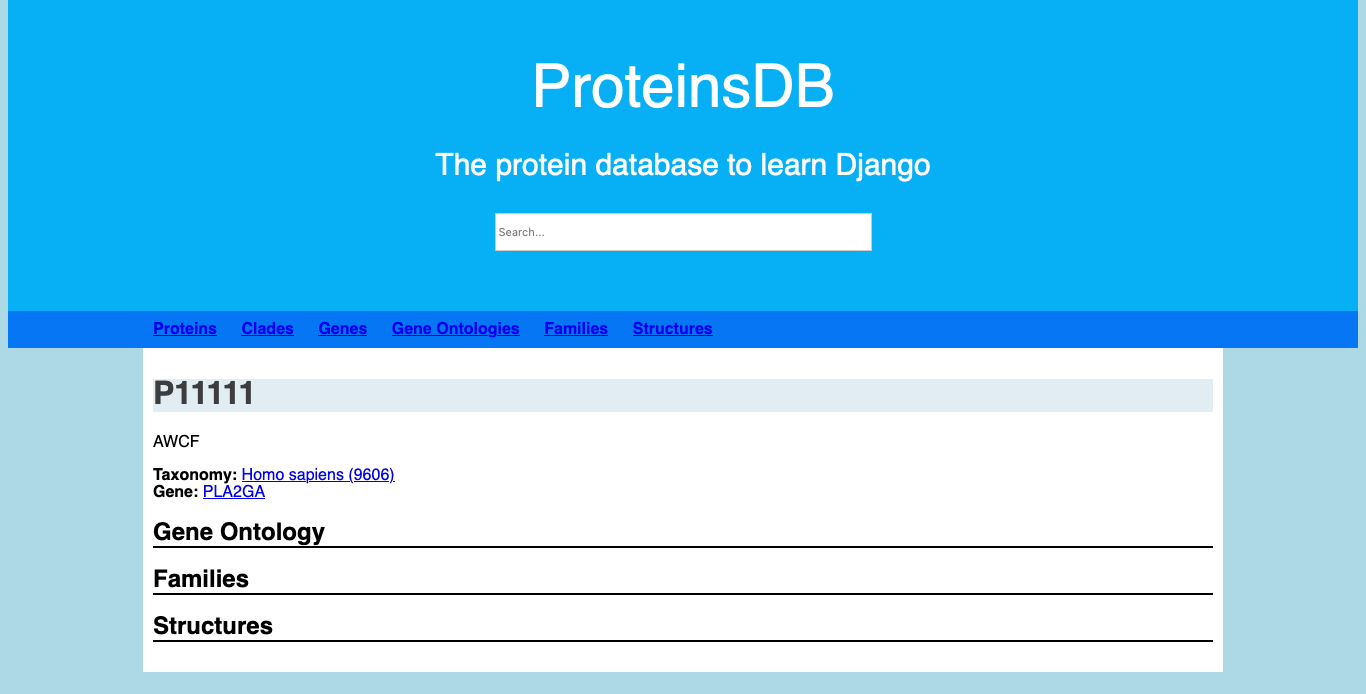 ProteinsDB
The protein database to learn Django
Search...
Proteins Clades Genes Gene Ontologies Families Structures
P11111
AWCF
Taxonomy: Homo sapiens (9606)
Gene: PLA2GA
Gene Ontology
Families
Structures